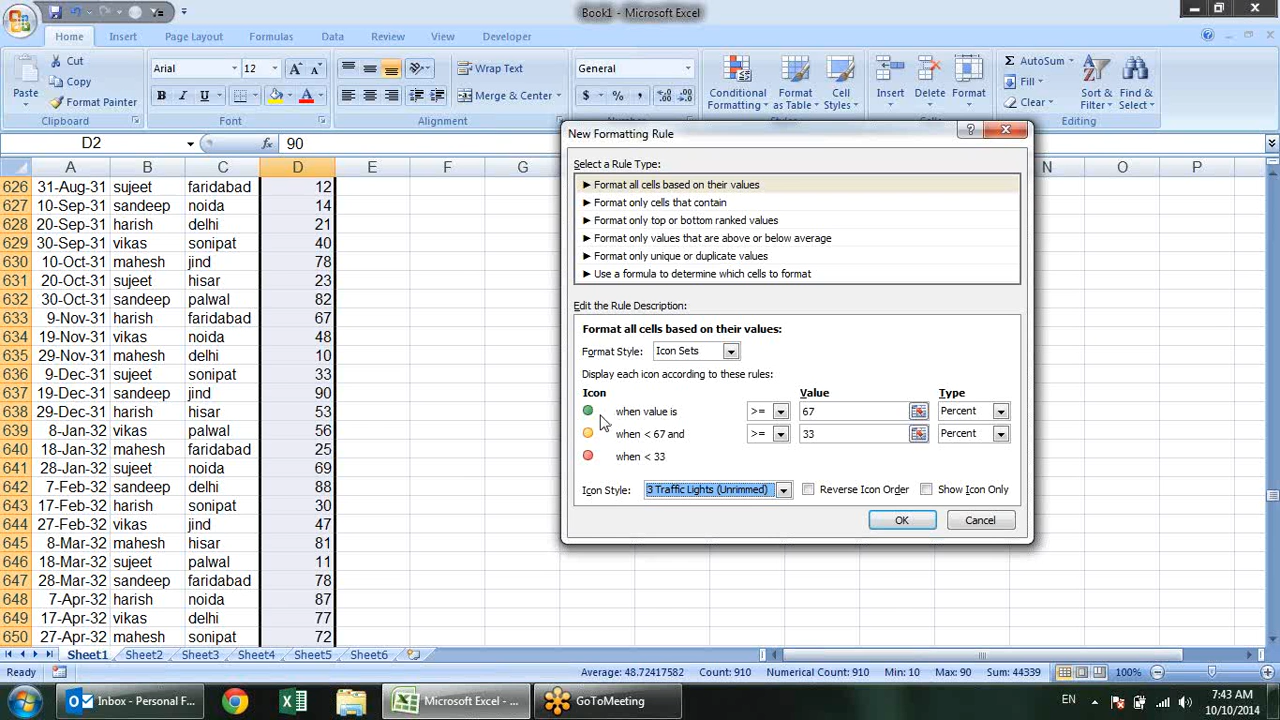 Book1 - Microsoft Excel
Home Insert Page Layout Formulas Data Review View Developer
Paste Cut Copy Format Painter Clipboard
Arial 12 B I U A A A Font
Wrap Text Merge & Center Alignment
General $ % , Number
Conditional Formatting Format as Table Cell Styles Styles
Insert Delete Format Cells
Σ AutoSum Fill Clear Sort & Filter Find & Select Editing
D2 fx 90
A B C D E F G N O P
626 31-Aug-31 sujeet faridabad 12
627 10-Sep-31 sandeep noida 14
628 20-Sep-31 harish delhi 21
629 30-Sep-31 vikas sonipat 40
630 10-Oct-31 mahesh jind 78
631 20-Oct-31 sujeet hisar 23
632 30-Oct-31 sandeep palwal 82
633 9-Nov-31 harish faridabad 67
634 19-Nov-31 vikas noida 48
635 29-Nov-31 mahesh delhi 10
636 9-Dec-31 sujeet sonipat 33
637 19-Dec-31 sandeep jind 90
638 29-Dec-31 harish hisar 53
639 8-Jan-32 vikas palwal 56
640 18-Jan-32 mahesh faridabad 25
641 28-Jan-32 sujeet noida 69
642 7-Feb-32 sandeep delhi 88
643 17-Feb-32 harish sonipat 30
644 27-Feb-32 vikas jind 47
645 8-Mar-32 mahesh hisar 81
646 18-Mar-32 sujeet palwal 11
647 28-Mar-32 sandeep faridabad 78
648 7-Apr-32 harish noida 87
649 17-Apr-32 vikas delhi 77
650 27-Apr-32 mahesh sonipat 72
New Formatting Rule
Select a Rule Type:
► Format all cells based on their values
► Format only cells that contain
► Format only top or bottom ranked values
► Format only values that are above or below average
► Format only unique or duplicate values
► Use a formula to determine which cells to format
Edit the Rule Description:
Format all cells based on their values:
Format Style: Icon Sets
Display each icon according to these rules:
Icon Value Type
when value is >= 67 Percent
when < 67 and >= 33 Percent
when < 33
Icon Style: 3 Traffic Lights (Unrimmed) Reverse Icon Order Show Icon Only
OK Cancel
Sheet1 Sheet2 Sheet3 Sheet4 Sheet5 Sheet6
Ready Average: 48.72417582 Count: 910 Numerical Count: 910 Min: 10 Max: 90 Sum: 44339 100%
Inbox - Personal F... Microsoft Excel - ... GoToMeeting EN 7:43 AM
10/10/2014